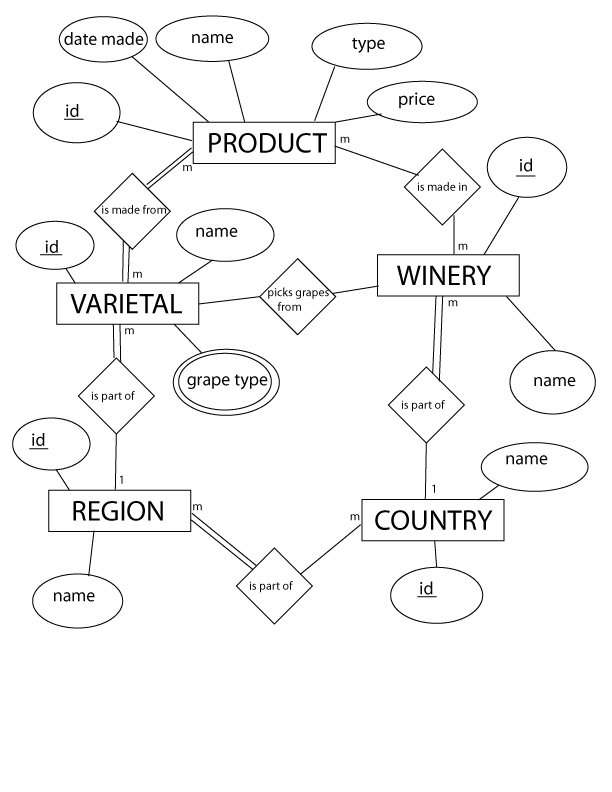 date made
name
type
id
price
PRODUCT
m
m
is made from
is made in
id
id
name
m
m
VARIETAL
picks grapes
from
WINERY
m
m
grape type
name
is part of
is part of
id
name
1
1
REGION
m
m
COUNTRY
is part of
name
id